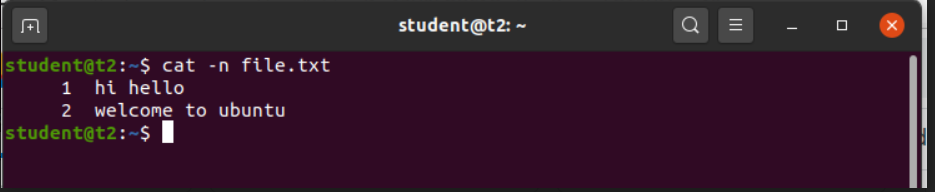 student@t2: ~
student@t2:~$ cat -n file.txt
     1  hi hello
     2  welcome to ubuntu
student@t2:~$